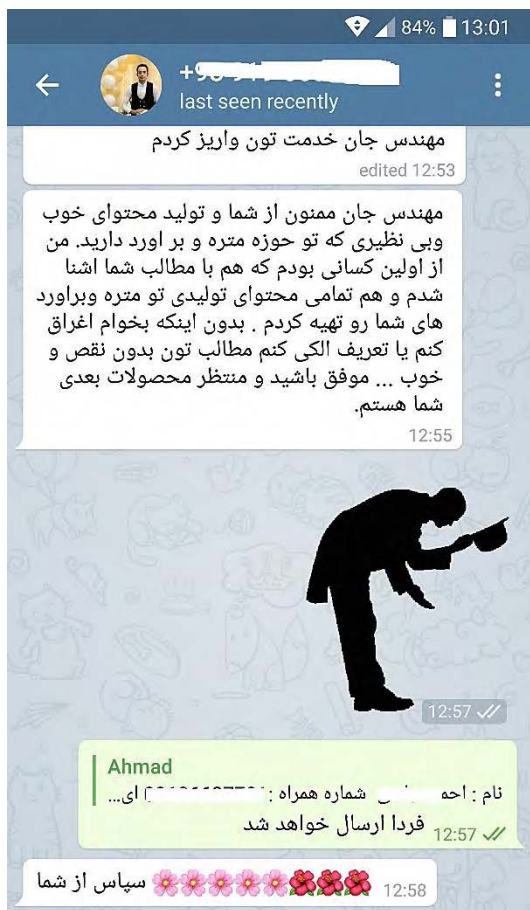 84% 13:01
last seen recently
مهندس جان خدمت تون واریز کردم
edited 12:53
مهندس جان ممنون از شما و تولید محتوای خوب
وبی نظیری که تو حوزه متره و بر اورد دارید. من
از اولین کسانی بودم که هم با مطالب شما اشنا
شدم و هم تمامی محتوای تولیدی تو متره وبراورد
های شما رو تهیه کردم . بدون اینکه بخوام اغراق
کنم یا تعریف الکی کنم مطالب تون بدون نقص و
خوب ... موفق باشید و منتظر محصولات بعدی
شما هستم.
12:55
12:57
Ahmad
نام : احمد شماره همراه : ای...
فردا ارسال خواهد شد
12:57
سپاس از شما
12:58